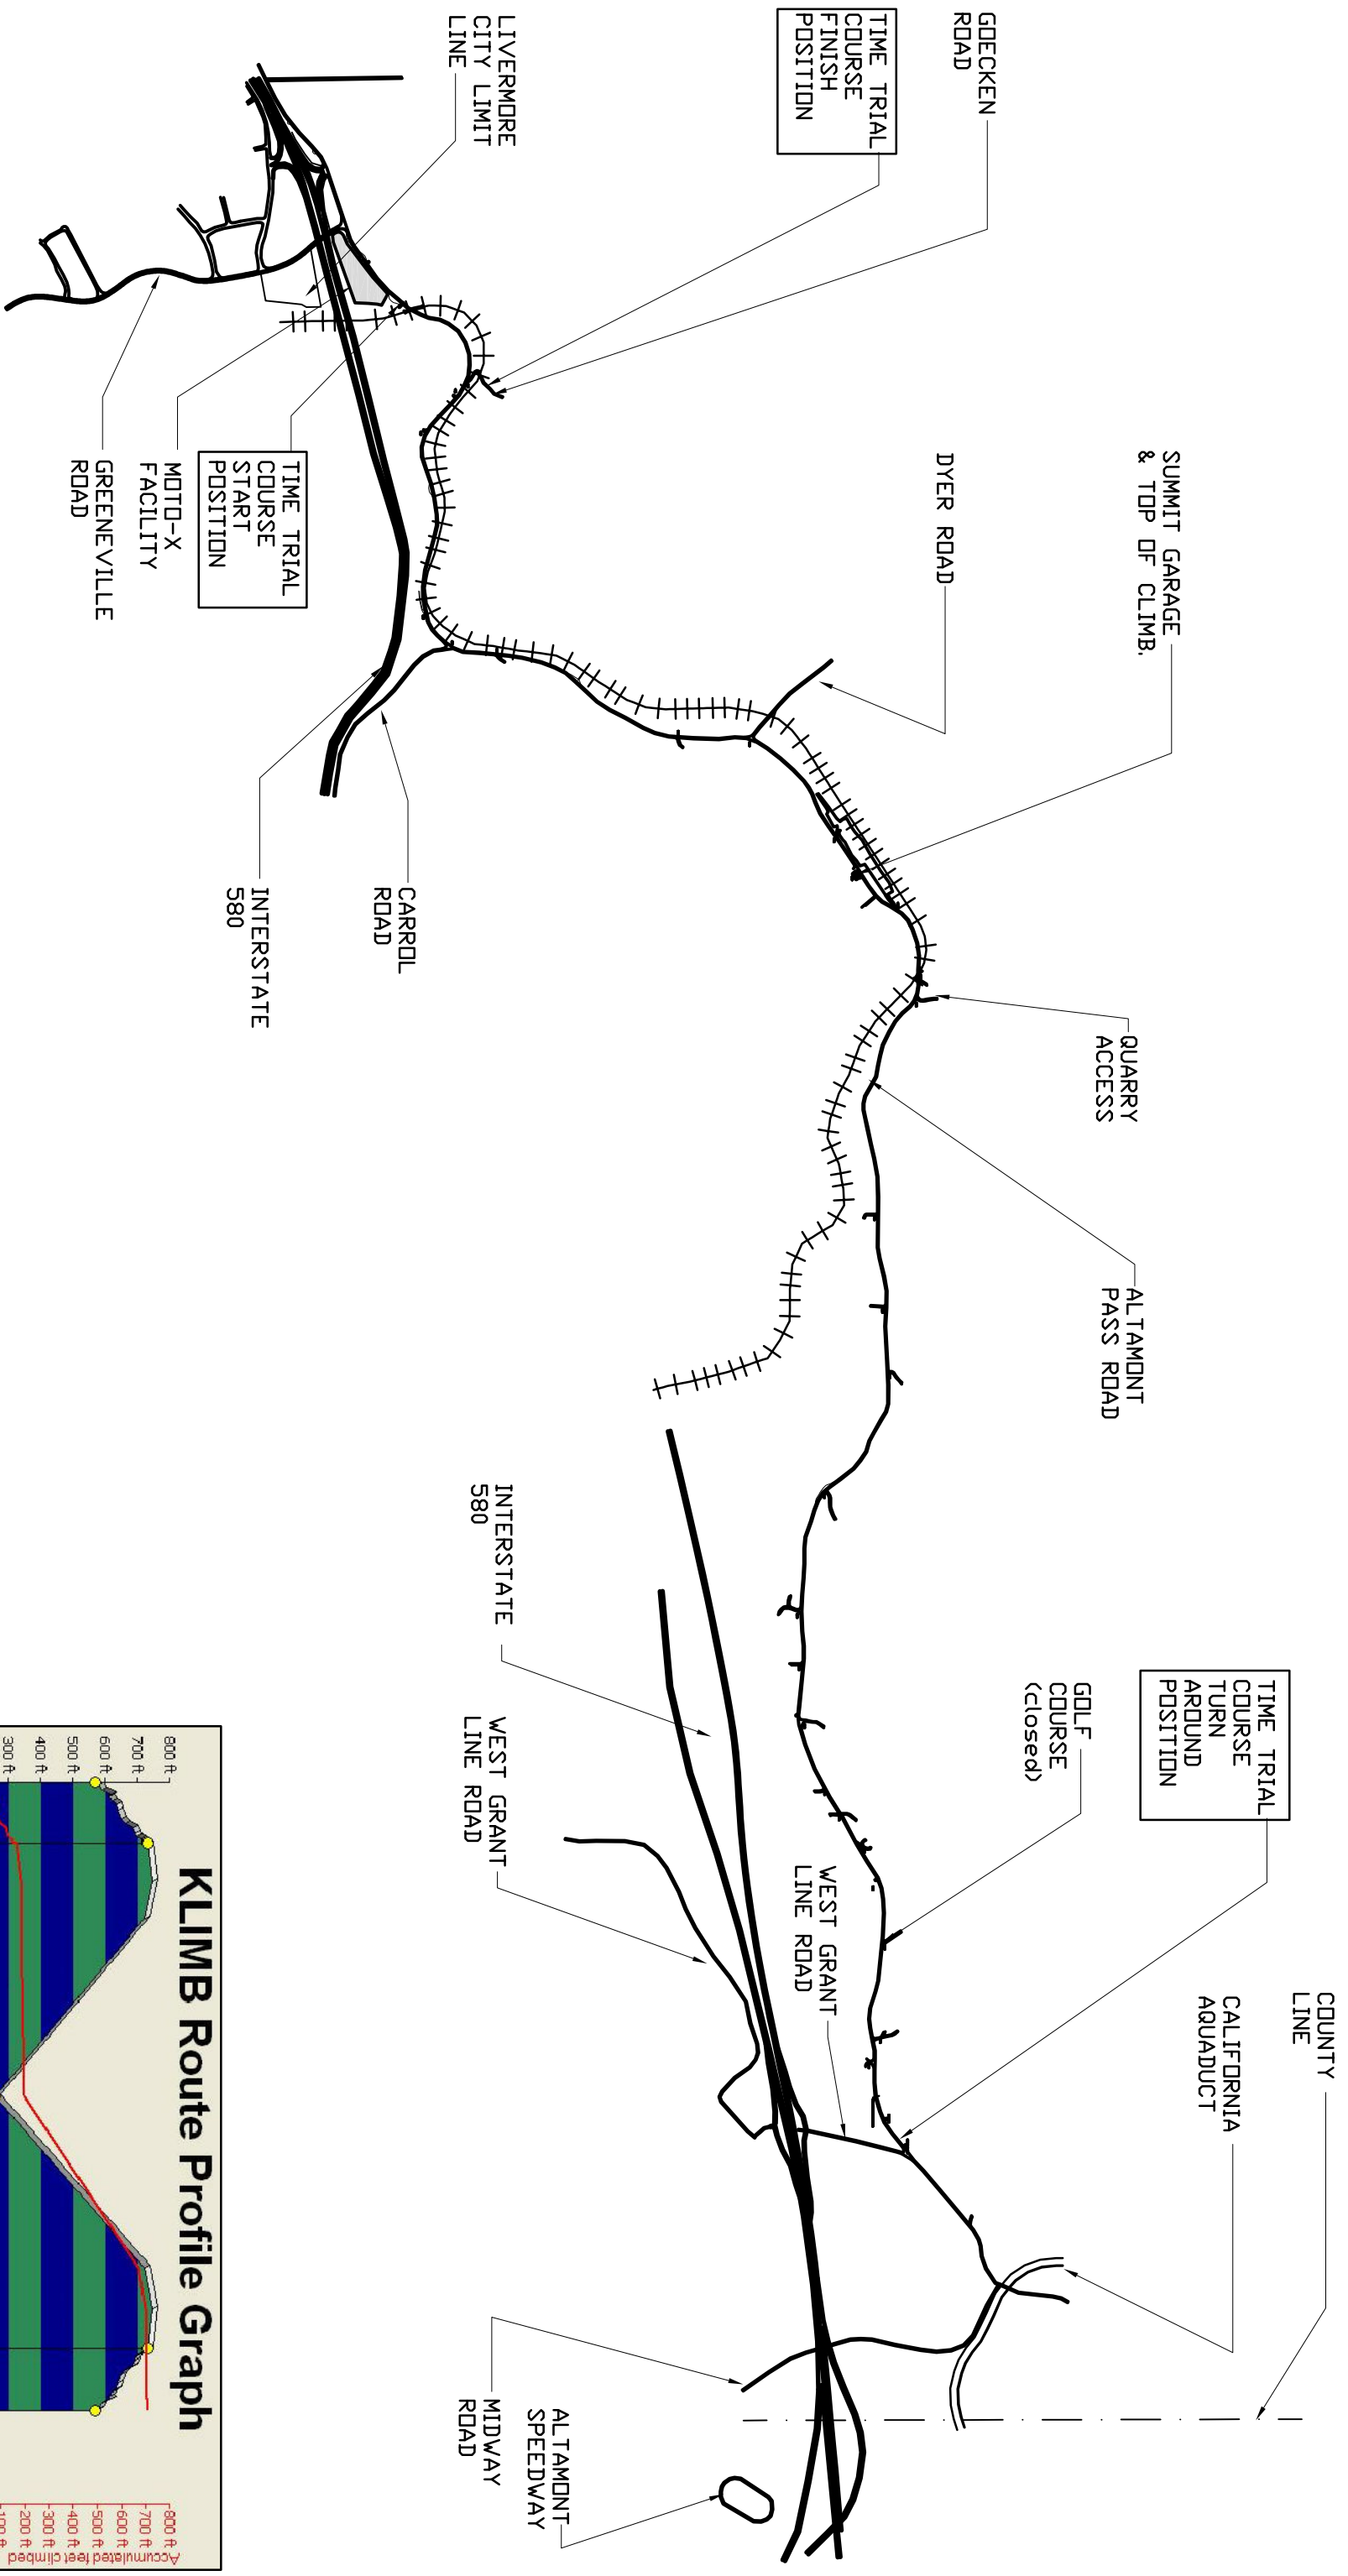 COUNTY
LINE
CALIFORNIA
AQUADUCT
TIME TRIAL
COURSE
TURN
AROUND
POSITION
GOLF
COURSE
(closed)
WEST GRANT
LINE ROAD
ALTAMONT
PASS ROAD
QUARRY
ACCESS
SUMMIT GARAGE
& TOP OF CLIMB.
DYER ROAD
GOECKEN
ROAD
TIME TRIAL
COURSE
FINISH
POSITION
LIVERMORE
CITY LIMIT
LINE
TIME TRIAL
COURSE
START
POSITION
MOTO-X
FACILITY
GREENEVILLE
ROAD
CARROL
ROAD
INTERSTATE
580
INTERSTATE
580
WEST GRANT
LINE ROAD
ALTAMONT
SPEEDWAY
MIDWAY
ROAD
KLIMB Route Profile Graph
800 ft
700 ft
600 ft
500 ft
400 ft
300 ft
800 ft
700 ft
600 ft
500 ft
400 ft
300 ft
200 ft
100 ft
Accumulated feet climbed